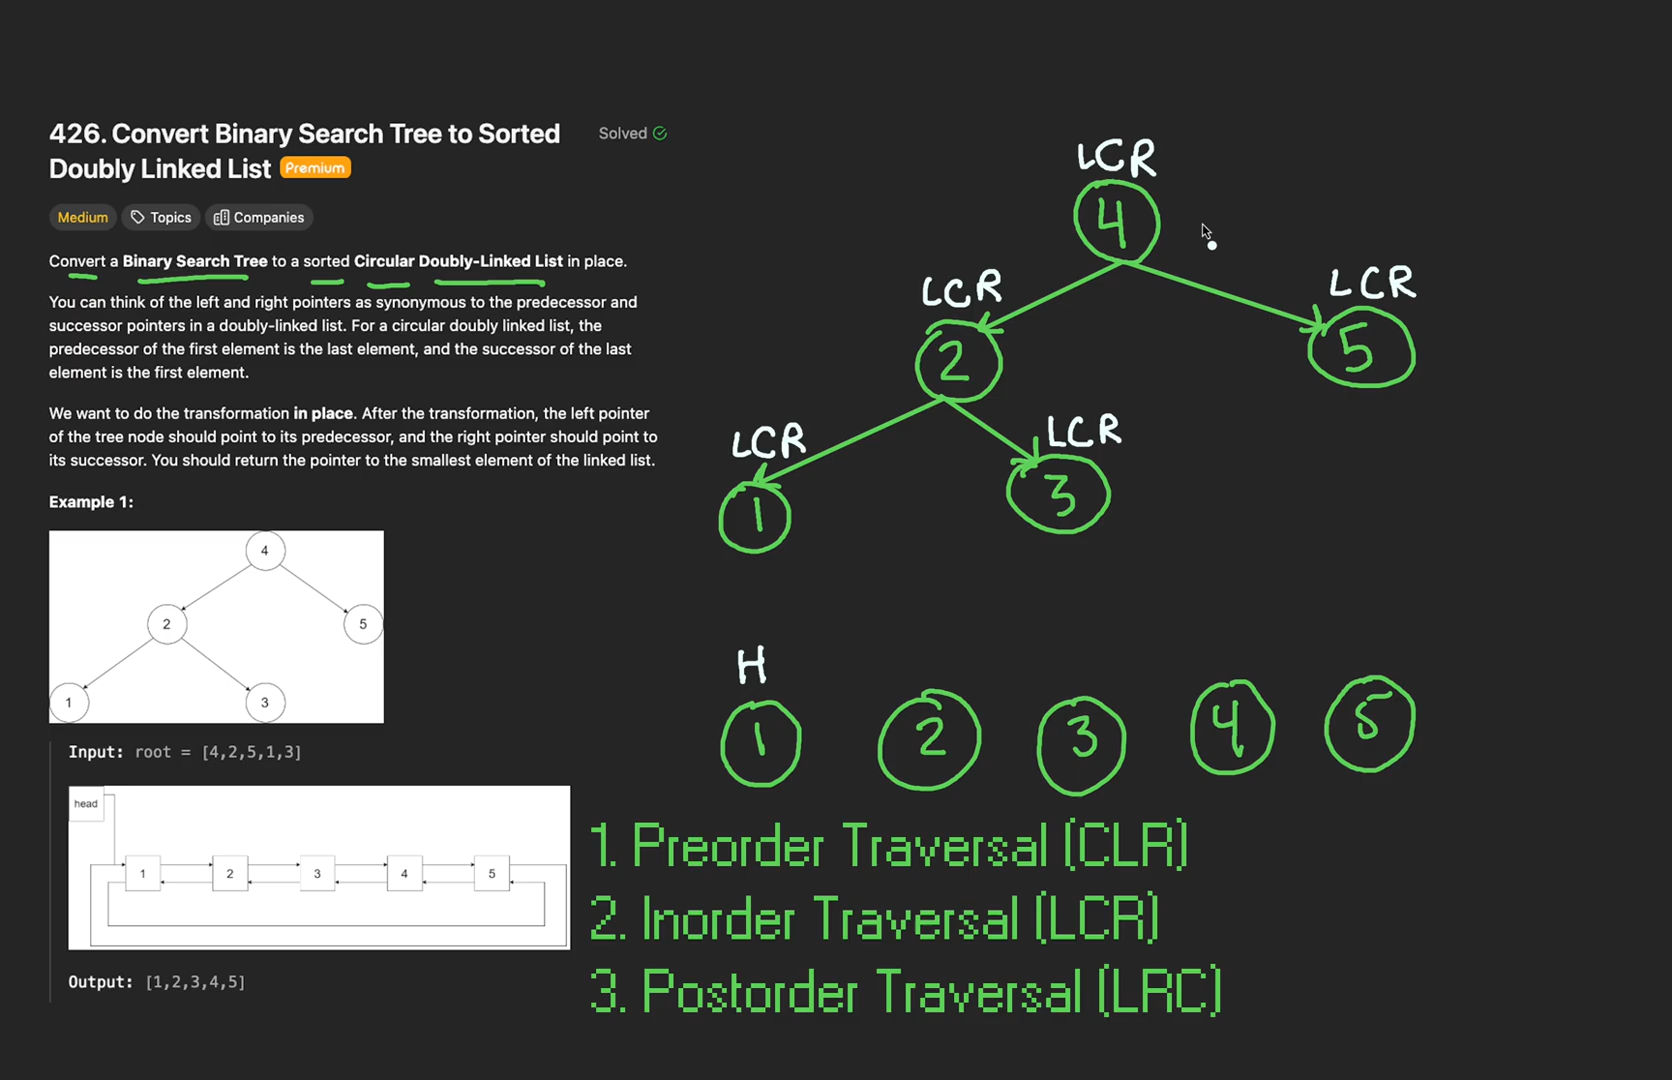 426. Convert Binary Search Tree to Sorted
Doubly Linked List Premium
Solved
Medium Topics Companies
Convert a Binary Search Tree to a sorted Circular Doubly-Linked List in place.
You can think of the left and right pointers as synonymous to the predecessor and
successor pointers in a doubly-linked list. For a circular doubly linked list, the
predecessor of the first element is the last element, and the successor of the last
element is the first element.
We want to do the transformation in place. After the transformation, the left pointer
of the tree node should point to its predecessor, and the right pointer should point to
its successor. You should return the pointer to the smallest element of the linked list.
Example 1:
4
2 5
1 3
Input: root = [4,2,5,1,3]
head
1 2 3 4 5
Output: [1,2,3,4,5]
LCR
4
LCR LCR
2 5
LCR LCR
1 3
H
1 2 3 4 5
1. Preorder Traversal (CLR)
2. Inorder Traversal (LCR)
3. Postorder Traversal (LRC)